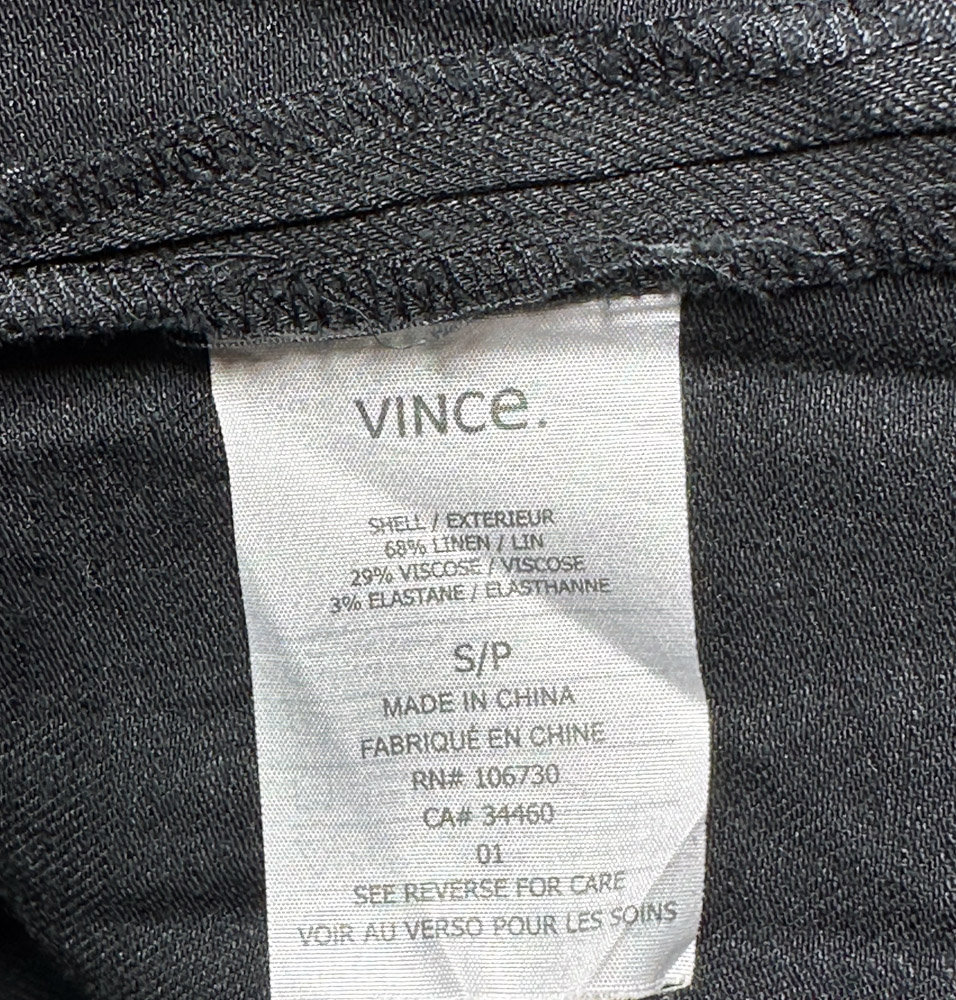 VINCe.
SHELL / EXTERIEUR
68% LINEN / LIN
29% VISCOSE / VISCOSE
3% ELASTANE / ELASTHANNE
S/P
MADE IN CHINA
FABRIQUÉ EN CHINE
RN# 106730
CA# 34460
01
SEE REVERSE FOR CARE
VOIR AU VERSO POUR LES SOINS